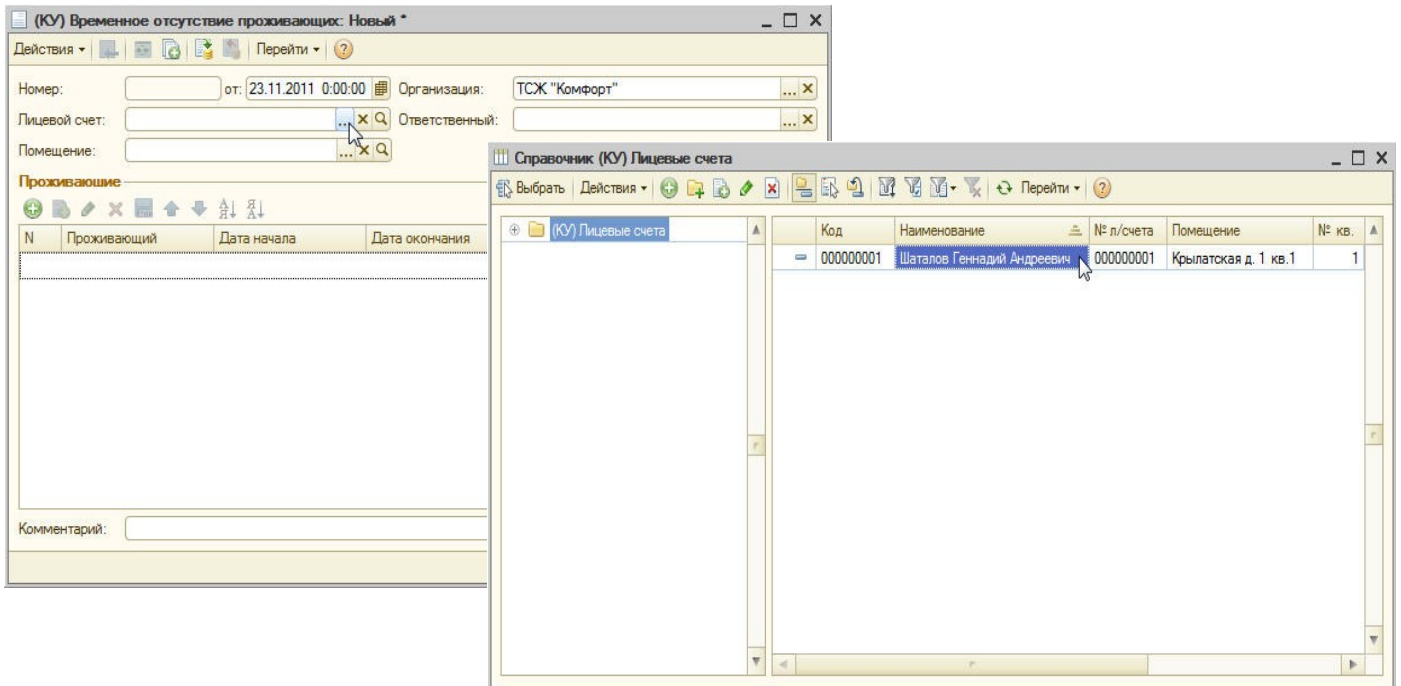 (КУ) Временное отсутствие проживающих: Новый *
Действия Перейти
Номер: от: 23.11.2011 0:00:00 Организация: ТСЖ "Комфорт"
Лицевой счет: ... Ответственный: ...
Помещение: ...
Проживающие
N Проживающий Дата начала Дата окончания
Комментарий:
Справочник (КУ) Лицевые счета
Выбрать Действия Перейти
(КУ) Лицевые счета
Код Наименование № л/счета Помещение № кв.
000000001 Шаталов Геннадий Андреевич 000000001 Крылатская д. 1 кв.1 1